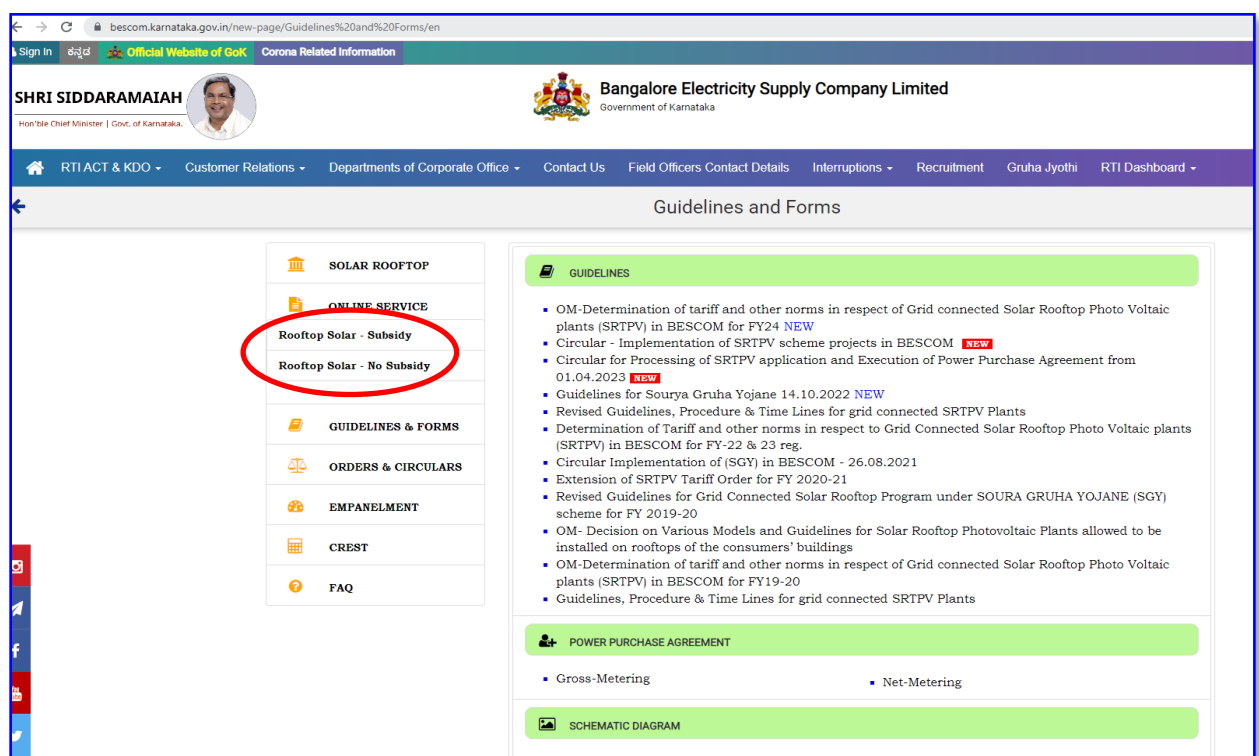 bescom.karnataka.gov.in/new-page/Guidelines%20and%20Forms/en
Sign In ಕನ್ನಡ Official Website of GoK Corona Related Information
SHRI SIDDARAMAIAH
Hon'ble Chief Minister | Govt. of Karnataka.
Bangalore Electricity Supply Company Limited
Government of Karnataka
RTI ACT & KDO Customer Relations Departments of Corporate Office Contact Us Field Officers Contact Details Interruptions Recruitment Gruha Jyothi RTI Dashboard
Guidelines and Forms
SOLAR ROOFTOP
ONLINE SERVICE
Rooftop Solar - Subsidy
Rooftop Solar - No Subsidy
GUIDELINES & FORMS
ORDERS & CIRCULARS
EMPANELMENT
CREST
FAQ
GUIDELINES
OM-Determination of tariff and other norms in respect of Grid connected Solar Rooftop Photo Voltaic
plants (SRTPV) in BESCOM for FY24 NEW
Circular - Implementation of SRTPV scheme projects in BESCOM NEW
Circular for Processing of SRTPV application and Execution of Power Purchase Agreement from
01.04.2023 NEW
Guidelines for Sourya Gruha Yojane 14.10.2022 NEW
Revised Guidelines, Procedure & Time Lines for grid connected SRTPV Plants
Determination of Tariff and other norms in respect to Grid Connected Solar Rooftop Photo Voltaic plants
(SRTPV) in BESCOM for FY-22 & 23 reg.
Circular Implementation of (SGY) in BESCOM - 26.08.2021
Extension of SRTPV Tariff Order for FY 2020-21
Revised Guidelines for Grid Connected Solar Rooftop Program under SOURA GRUHA YOJANE (SGY)
scheme for FY 2019-20
OM- Decision on Various Models and Guidelines for Solar Rooftop Photovoltaic Plants allowed to be
installed on rooftops of the consumers’ buildings
OM-Determination of tariff and other norms in respect of Grid connected Solar Rooftop Photo Voltaic
plants (SRTPV) in BESCOM for FY19-20
Guidelines, Procedure & Time Lines for grid connected SRTPV Plants
POWER PURCHASE AGREEMENT
Gross-Metering
Net-Metering
SCHEMATIC DIAGRAM